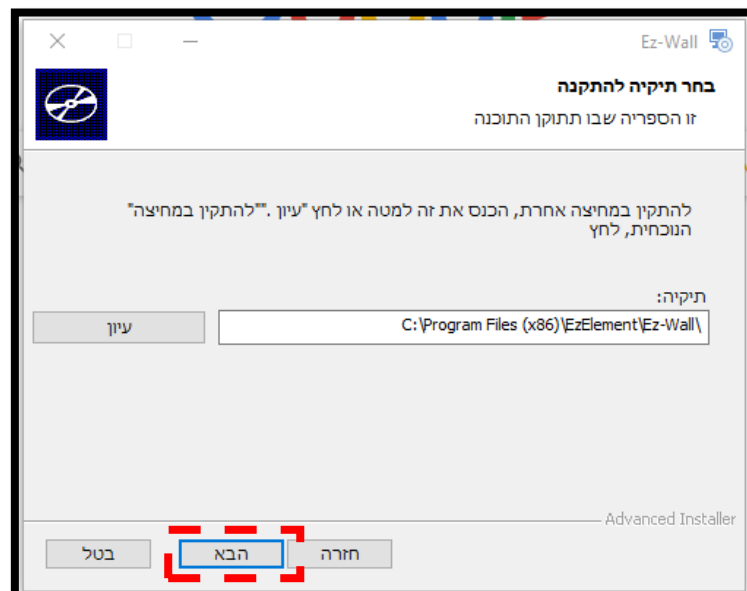 Ez-Wall
בחר תיקיה להתקנה
זו הספריה שבו תתוקן התוכנה
להתקין במחיצה אחרת, הכנס את זה למטה או לחץ "עיון ."‏"להתקין במחיצה"
הנוכחית, לחץ
תיקיה:
C:\Program Files (x86)\EzElement\Ez-Wall\
עיון
Advanced Installer
חזרה
הבא
בטל